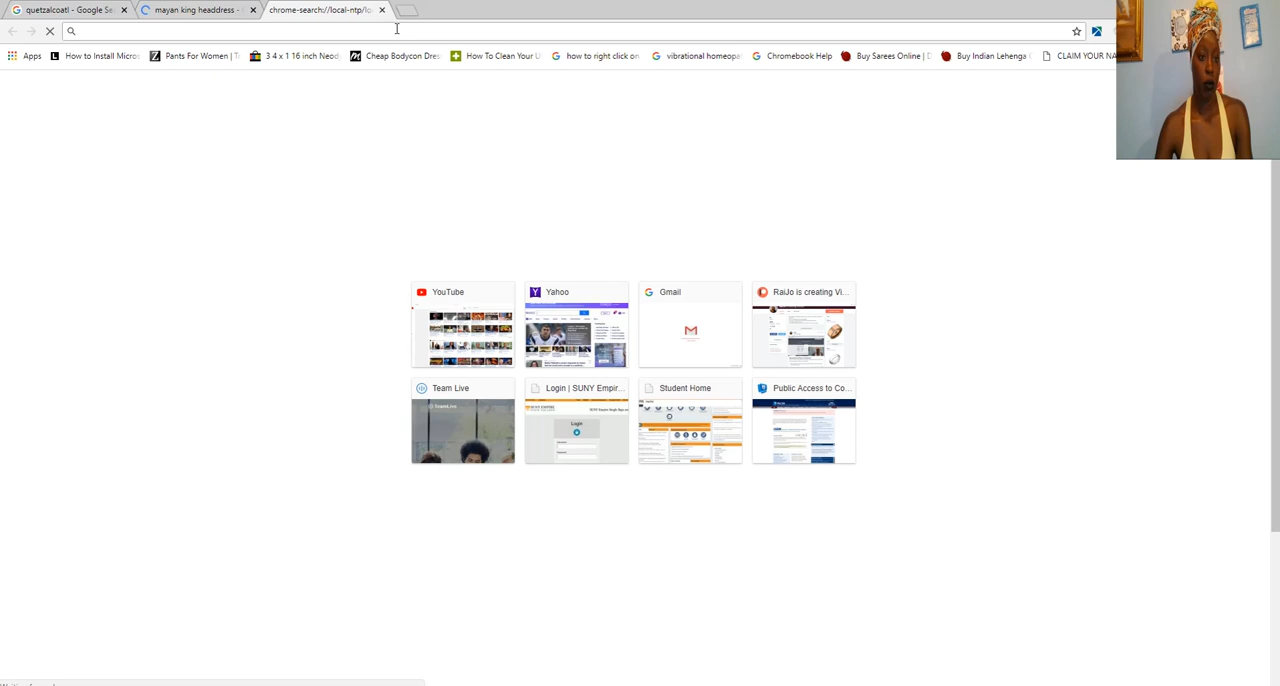 quetzalcoatl - Google Se
mayan king headdress -
chrome-search://local-ntp/lo
Apps
How to Install Micros
Pants For Women | T
3 4 x 1 16 inch Neod
Cheap Bodycon Dres
How To Clean Your U
how to right click on
vibrational homeopa
Chromebook Help
Buy Sarees Online | D
Buy Indian Lehenga
CLAIM YOUR NA
YouTube
Yahoo
Gmail
RaiJo is creating Vi...
Team Live
Login | SUNY Empir...
Student Home
Public Access to Co...
TeamLive
Login